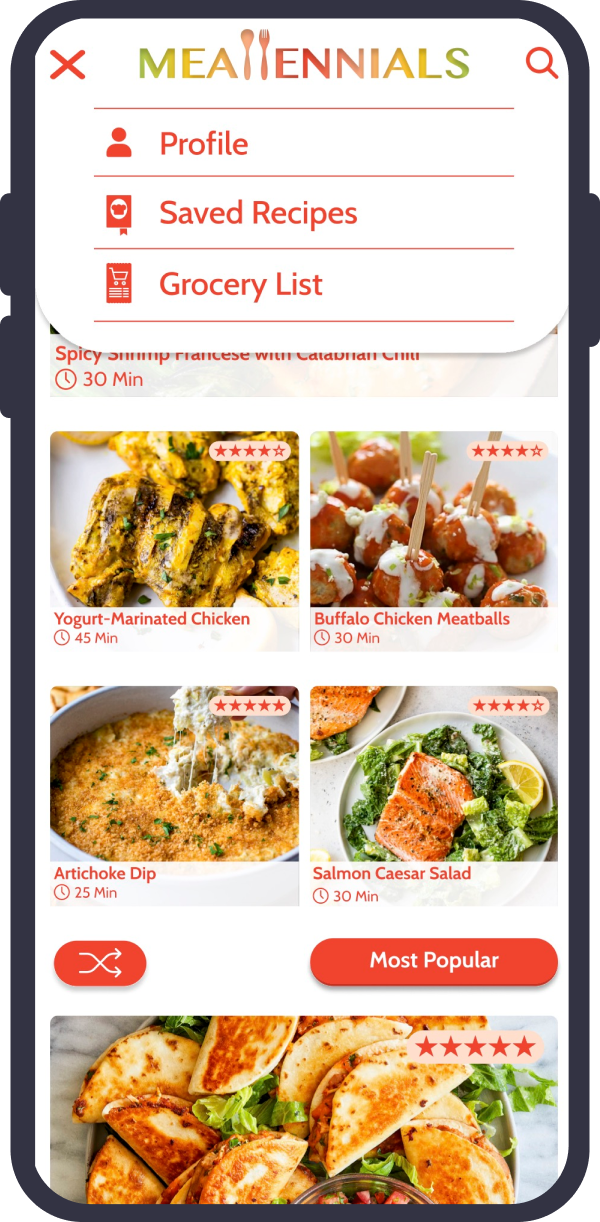 MEALLENNIALS
Profile
Saved Recipes
Grocery List
Spicy Shrimp Francese with Calabrian Chili
30 Min
Yogurt-Marinated Chicken
45 Min
Buffalo Chicken Meatballs
30 Min
Artichoke Dip
25 Min
Salmon Caesar Salad
30 Min
Most Popular